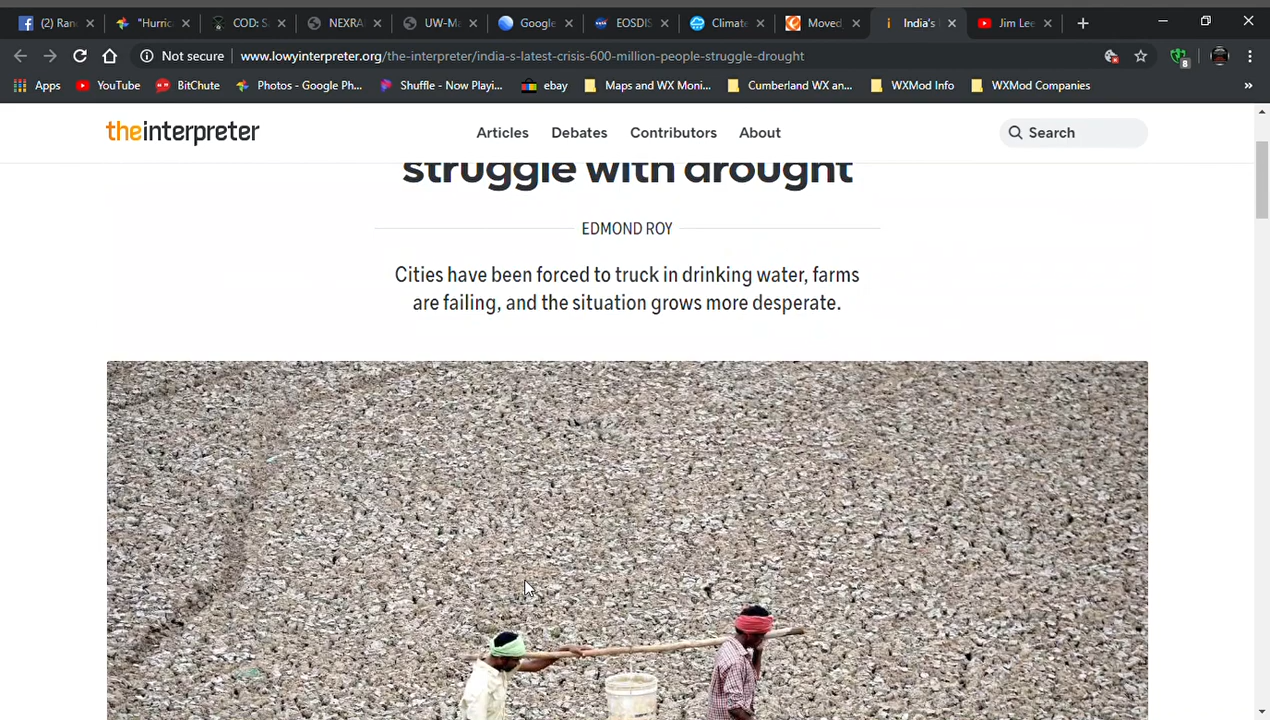 (2) Ran
"Hurric
COD: S
NEXRA
UW-Ma
Google
EOSDIS
Climate
Moved
India's
Jim Lee
Not secure
www.lowyinterpreter.org/the-interpreter/india-s-latest-crisis-600-million-people-struggle-drought
8
Apps
YouTube
BitChute
Photos - Google Ph...
Shuffle - Now Playi...
ebay
Maps and WX Moni...
Cumberland WX an...
WXMod Info
WXMod Companies
»
theinterpreter
Articles
Debates
Contributors
About
Search
struggle with drought
EDMOND ROY
Cities have been forced to truck in drinking water, farms
are failing, and the situation grows more desperate.